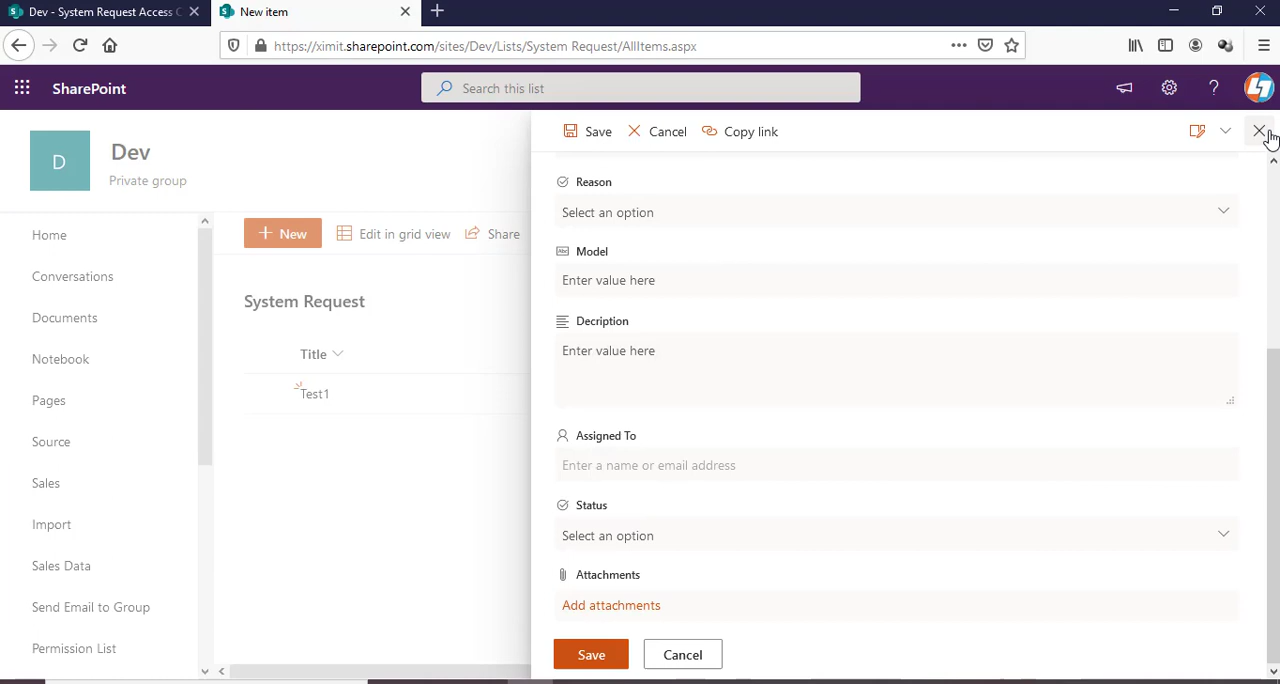 Dev - System Request Access C
New item
https://ximit.sharepoint.com/sites/Dev/Lists/System Request/AllItems.aspx
SharePoint
Search this list
D
Dev
Private group
Home
Conversations
Documents
Notebook
Pages
Source
Sales
Import
Sales Data
Send Email to Group
Permission List
New
Edit in grid view
Share
System Request
Title
Test1
Save
Cancel
Copy link
Reason
Select an option
Abc
Model
Enter value here
Decription
Enter value here
Assigned To
Enter a name or email address
Status
Select an option
Attachments
Add attachments
Save
Cancel